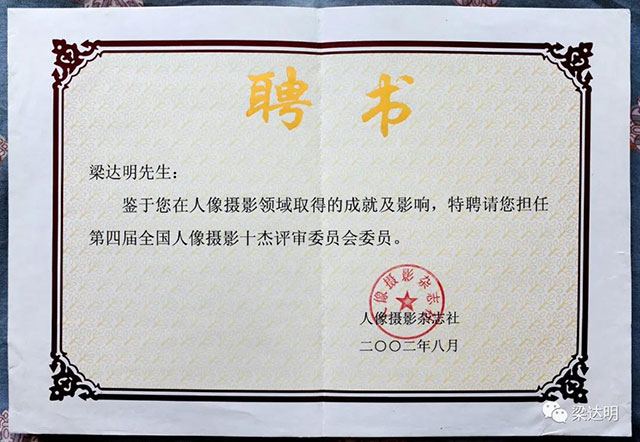 聘书
梁达明先生：
鉴于您在人像摄影领域取得的成就及影响，特聘请您担任
第四届全国人像摄影十杰评审委员会委员。
人像摄影杂志社
人像摄影杂志社
二〇〇二年八月
梁达明